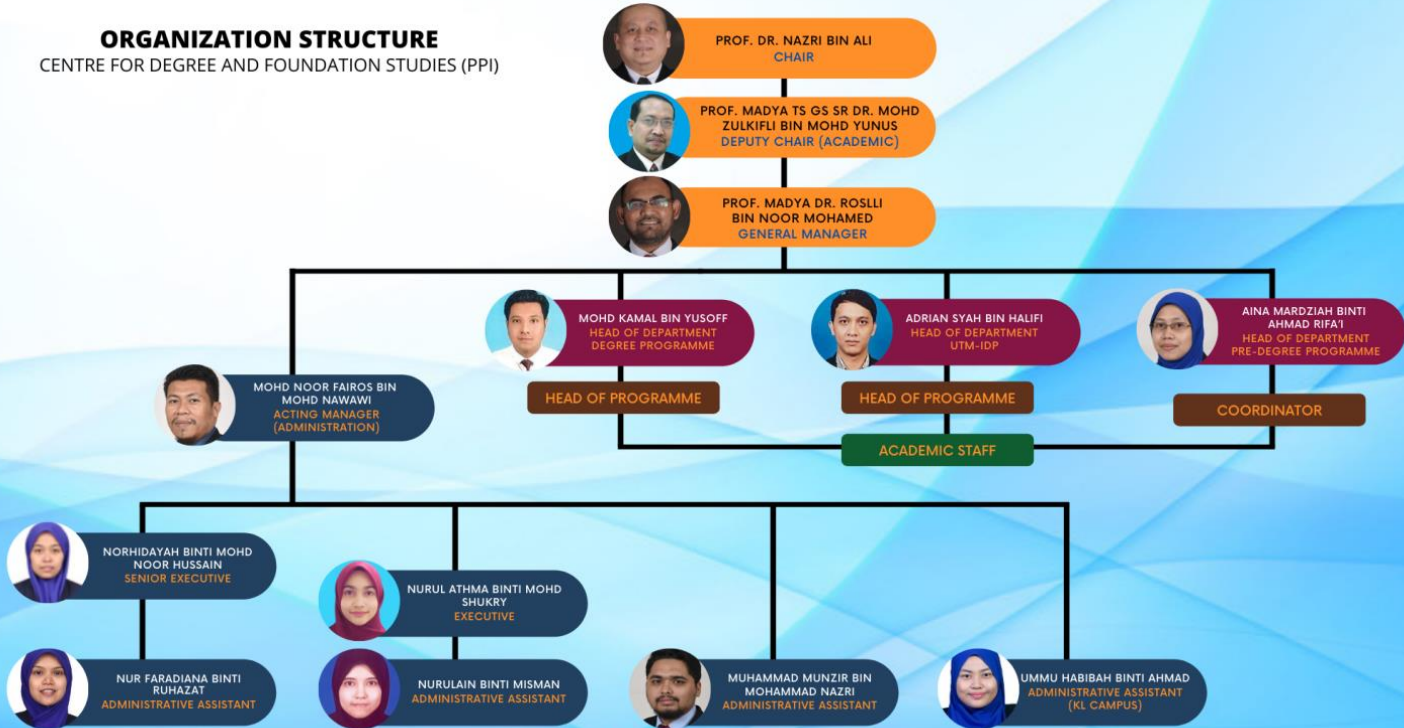 ORGANIZATION STRUCTURE
CENTRE FOR DEGREE AND FOUNDATION STUDIES (PPI)
PROF. DR. NAZRI BIN ALI
CHAIR
PROF. MADYA TS GS SR DR. MOHD
ZULKIFLI BIN MOHD YUNUS
DEPUTY CHAIR (ACADEMIC)
PROF. MADYA DR. ROSLLI
BIN NOOR MOHAMED
GENERAL MANAGER
MOHD KAMAL BIN YUSOFF
HEAD OF DEPARTMENT
DEGREE PROGRAMME
ADRIAN SYAH BIN HALIFI
HEAD OF DEPARTMENT
UTM-IDP
AINA MARDZIAH BINTI
AHMAD RIFA'I
HEAD OF DEPARTMENT
PRE-DEGREE PROGRAMME
MOHD NOOR FAIROS BIN
MOHD NAWAWI
ACTING MANAGER
(ADMINISTRATION)
HEAD OF PROGRAMME
HEAD OF PROGRAMME
COORDINATOR
ACADEMIC STAFF
NORHIDAYAH BINTI MOHD
NOOR HUSSAIN
SENIOR EXECUTIVE
NURUL ATHMA BINTI MOHD
SHUKRY
EXECUTIVE
NUR FARADIANA BINTI
RUHAZAT
ADMINISTRATIVE ASSISTANT
NURULAIN BINTI MISMAN
ADMINISTRATIVE ASSISTANT
MUHAMMAD MUNZIR BIN
MOHAMMAD NAZRI
ADMINISTRATIVE ASSISTANT
UMMU HABIBAH BINTI AHMAD
ADMINISTRATIVE ASSISTANT
(KL CAMPUS)